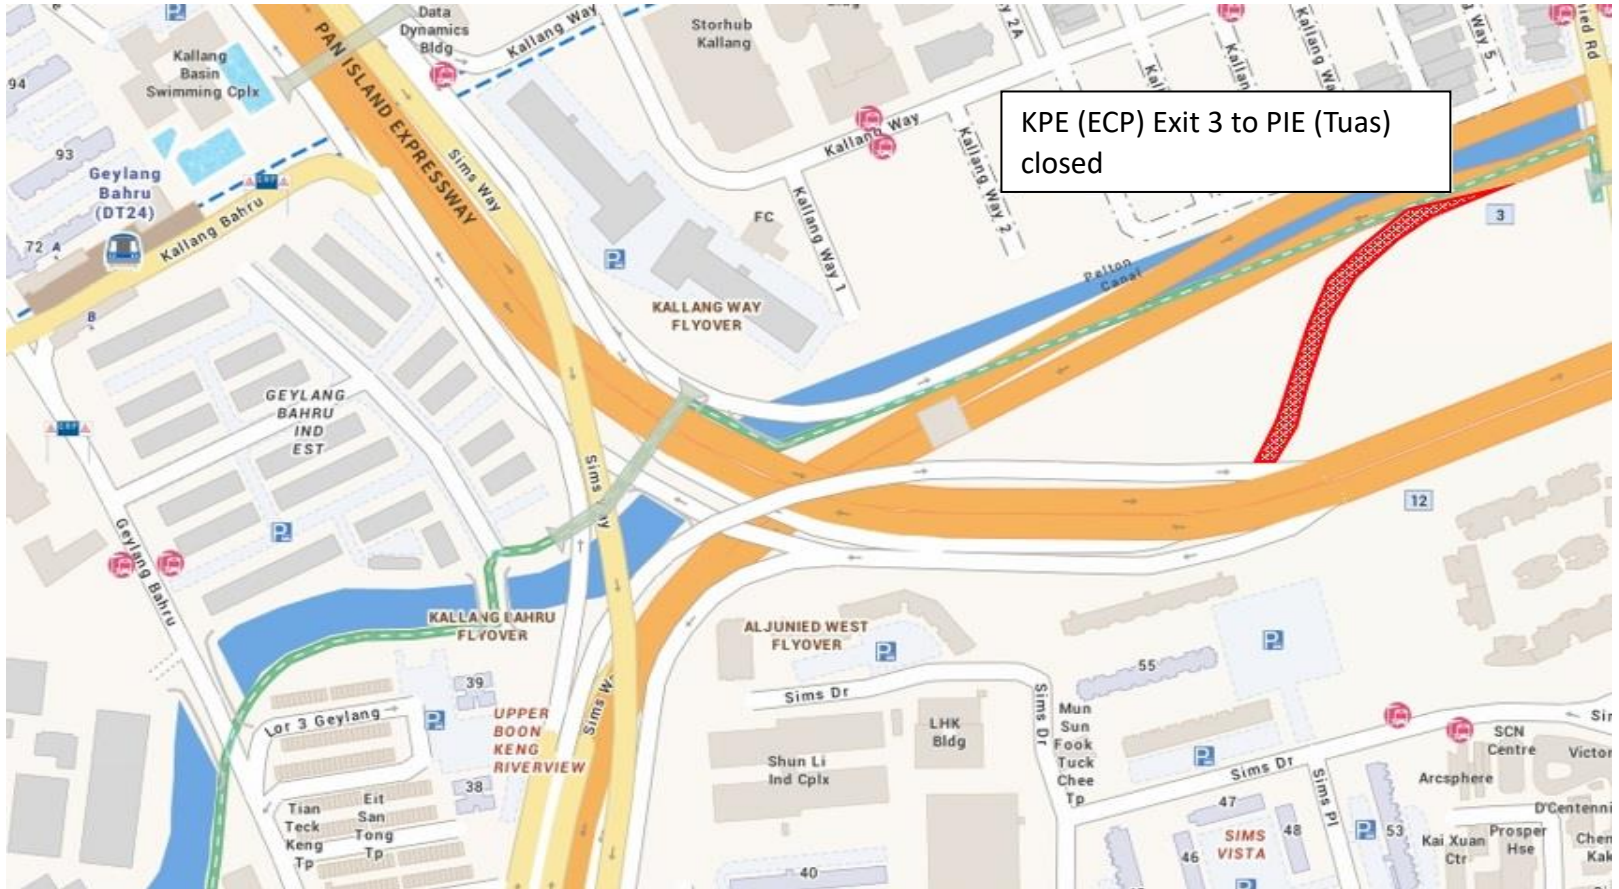 Data
Dynamics
Bldg
Kallang Way
Storhub
Kallang
Kallang
Basin
Swimming Cplx
94
93
PAN ISLAND EXPRESSWAY
Sims Way
Geylang
Bahru
(DT24)
72
A
B
Kallang Bahru
ERP
Kallang Way
KPE (ECP) Exit 3 to PIE (Tuas)
closed
3
FC
Kallang Way 1
Kallang Way 2
Pelton
Canal
KALLANG WAY
FLYOVER
GEYLANG
BAHRU
IND
EST
ERP
Geylang Bahru
12
KALLANG BAHRU
FLYOVER
ALJUNIED WEST
FLYOVER
55
Lor 3 Geylang
39
38
UPPER
BOON
KENG
RIVERVIEW
Sims Dr
Sims Dr
LHK
Bldg
Shun Li
Ind Cplx
Mun
Sun
Fook
Tuck
Chee
Tp
Sims Dr
Sims Pl
SCN
Centre
Arcsphere
Tian
Teck
Keng
Tp
Eit
San
Tong
Tp
40
47
46
48
SIMS
VISTA
53
Kai Xuan
Ctr
Prosper
Hse